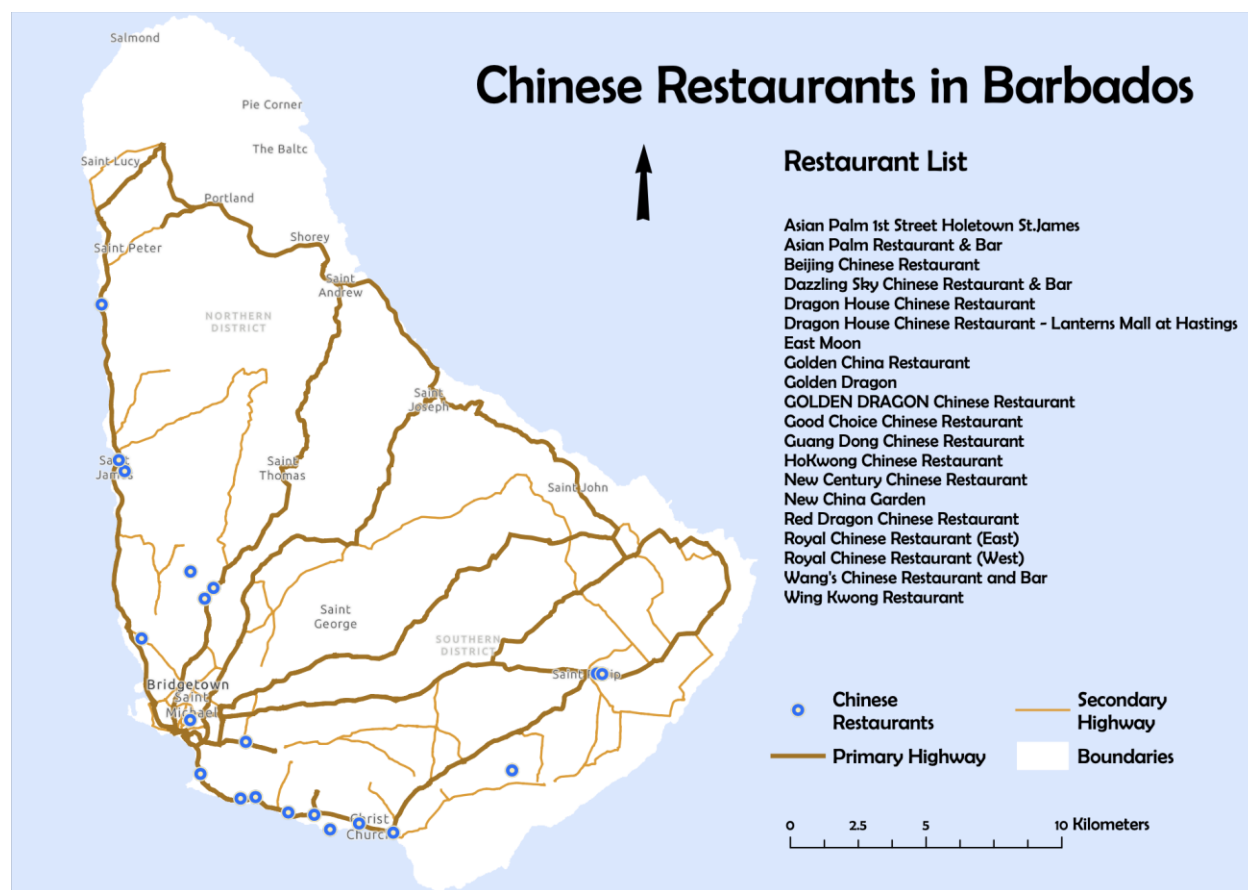 Chinese Restaurants in Barbados
Restaurant List
Asian Palm 1st Street Holetown St.James
Asian Palm Restaurant & Bar
Beijing Chinese Restaurant
Dazzling Sky Chinese Restaurant & Bar
Dragon House Chinese Restaurant
Dragon House Chinese Restaurant - Lanterns Mall at Hastings
East Moon
Golden China Restaurant
Golden Dragon
GOLDEN DRAGON Chinese Restaurant
Good Choice Chinese Restaurant
Guang Dong Chinese Restaurant
HoKwong Chinese Restaurant
New Century Chinese Restaurant
New China Garden
Red Dragon Chinese Restaurant
Royal Chinese Restaurant (East)
Royal Chinese Restaurant (West)
Wang's Chinese Restaurant and Bar
Wing Kwong Restaurant
Salmond
Pie Corner
The Baltc
Saint Lucy
Portland
Shorey
Saint Peter
Saint
Andrew
NORTHERN
DISTRICT
Saint
Joseph
Saint
Thomas
Saint John
Saint
George
SOUTHERN
DISTRICT
Saint
Bridgetown
Saint
Michael
Christ
Church
Chinese
Restaurants
Secondary
Highway
Primary Highway
Boundaries
0 2.5 5 10 Kilometers